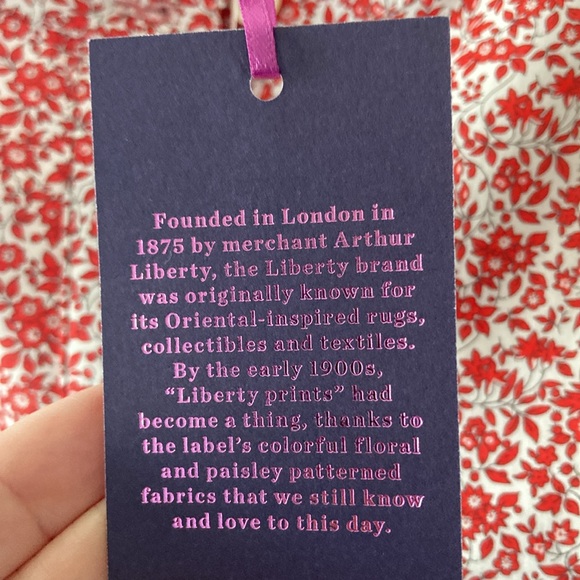 Founded in London in
1875 by merchant Arthur
Liberty, the Liberty brand
was originally known for
its Oriental-inspired rugs,
collectibles and textiles.
By the early 1900s,
“Liberty prints” had
become a thing, thanks to
the label’s colorful floral
and paisley patterned
fabrics that we still know
and love to this day.